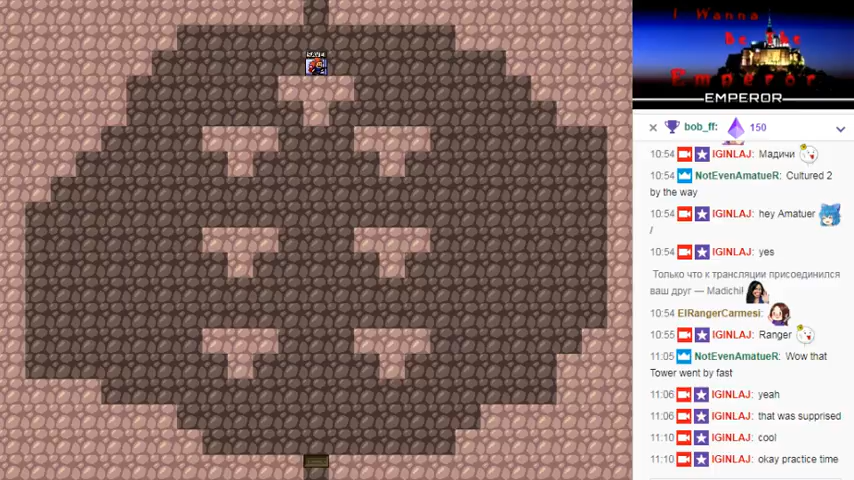 SAVE
I Wanna
Be the
Emperor
EMPEROR
bob_ff: 150
10:54 IGINLAJ: Мадичи
10:54 NotEvenAmatueR: Cultured 2
by the way
10:54 IGINLAJ: hey Amatuer
/
10:54 IGINLAJ: yes
Только что к трансляции присоединился
ваш друг — Madichi!
10:54 ElRangerCarmesi:
10:55 IGINLAJ: Ranger
11:05 NotEvenAmatueR: Wow that
Tower went by fast
11:06 IGINLAJ: yeah
11:06 IGINLAJ: that was supprised
11:10 IGINLAJ: cool
11:10 IGINLAJ: okay practice time